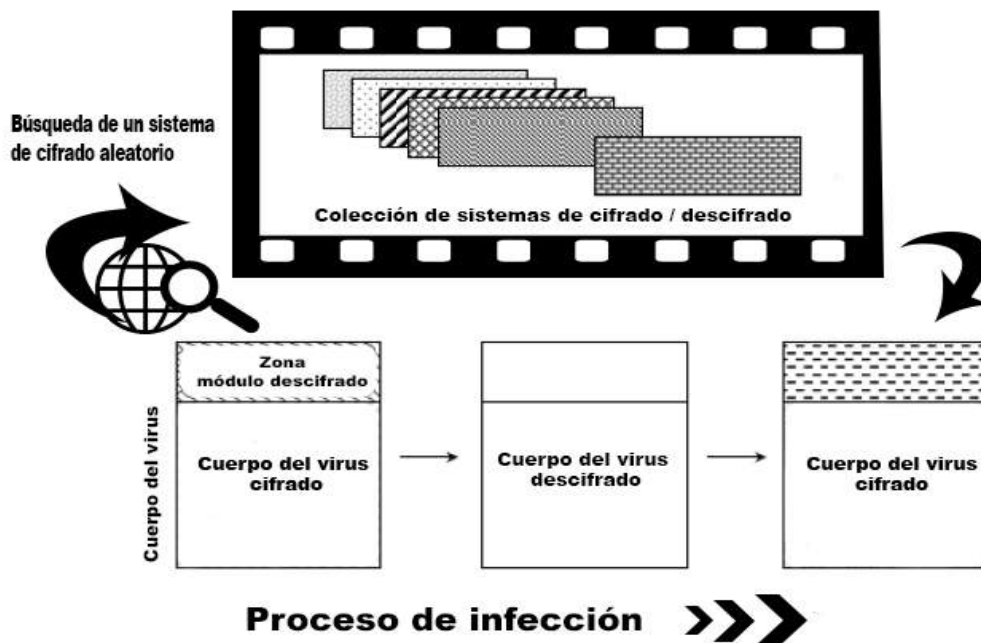 Búsqueda de un sistema
de cifrado aleatorio
Colección de sistemas de cifrado / descifrado
Zona
módulo descifrado
Cuerpo del virus
Cuerpo del virus
cifrado
Cuerpo del virus
descifrado
Cuerpo del virus
cifrado
Proceso de infección